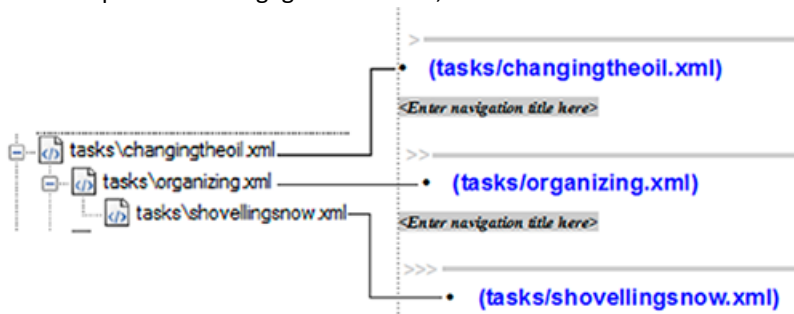 tasks\changingtheoil.xml
tasks\organizing.xml
tasks\shovellingsnow.xml
>
• (tasks/changingtheoil.xml)
<Enter navigation title here>
>>
• (tasks/organizing.xml)
<Enter navigation title here>
>>>
• (tasks/shovellingsnow.xml)